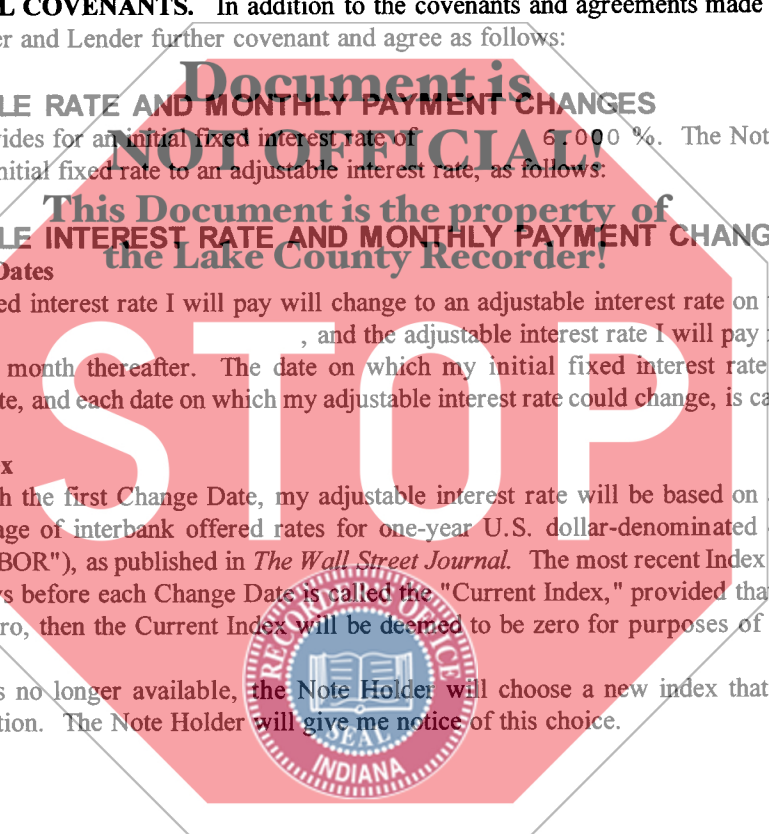 L COVENANTS. In addition to the covenants and agreements made
er and Lender further covenant and agree as follows:
Document is
LE RATE AND MONTHLY PAYMENT CHANGES
vides for an initial fixed interest rate of 6.000 %. The Not
NOT OFFICIAL!
nitial fixed rate to an adjustable interest rate, as follows:
This Document is the property of
LE INTEREST RATE AND MONTHLY PAYMENT CHANG
the Lake County Recorder!
Dates
ed interest rate I will pay will change to an adjustable interest rate on
, and the adjustable interest rate I will pay
month thereafter. The date on which my initial fixed interest rate
te, and each date on which my adjustable interest rate could change, is ca
STOP
x
h the first Change Date, my adjustable interest rate will be based on
age of interbank offered rates for one-year U.S. dollar-denominated
BOR"), as published in The Wall Street Journal. The most recent Index
ys before each Change Date is called the "Current Index," provided tha
ro, then the Current Index will be deemed to be zero for purposes of
s no longer available, the Note Holder will choose a new index that
tion. The Note Holder will give me notice of this choice.
RECORDER'S OFFICE
SEAL
INDIANA